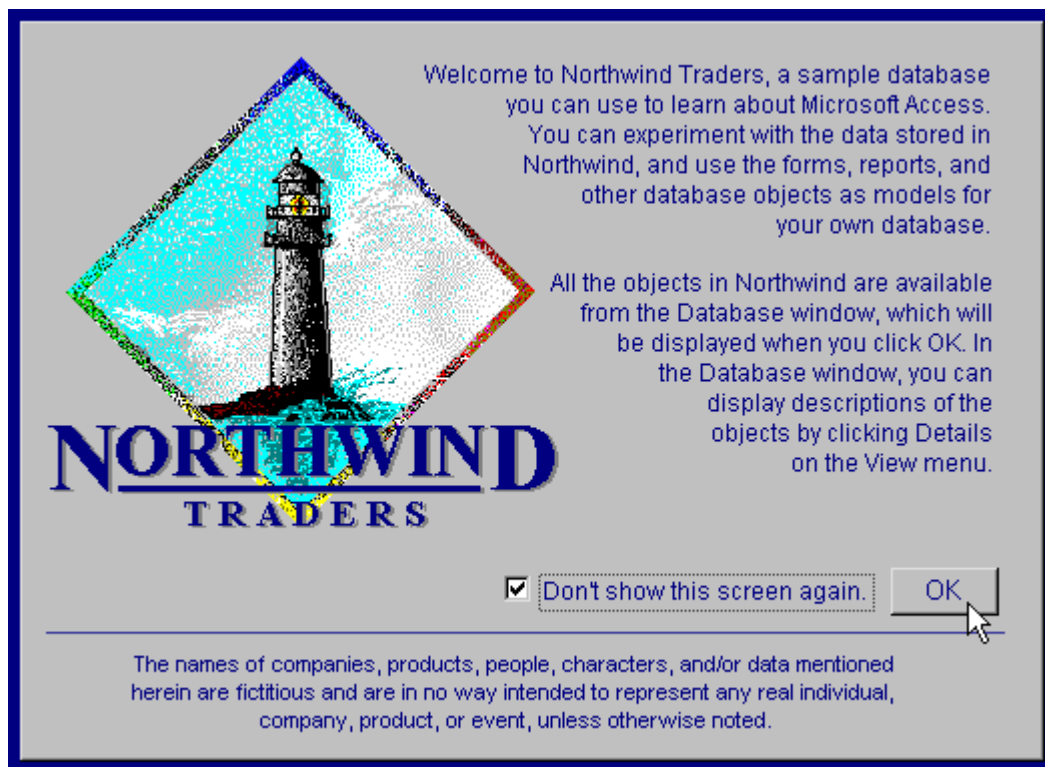 Welcome to Northwind Traders, a sample database
you can use to learn about Microsoft Access.
You can experiment with the data stored in
Northwind, and use the forms, reports, and
other database objects as models for
your own database.
All the objects in Northwind are available
from the Database window, which will
be displayed when you click OK. In
the Database window, you can
display descriptions of the
objects by clicking Details
on the View menu.
NORTHWIND
TRADERS
Don't show this screen again.
OK
The names of companies, products, people, characters, and/or data mentioned
herein are fictitious and are in no way intended to represent any real individual,
company, product, or event, unless otherwise noted.